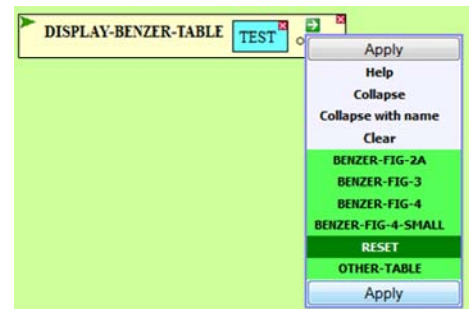 DISPLAY-BENZER-TABLE TEST
Apply
Help
Collapse
Collapse with name
Clear
BENZER-FIG-2A
BENZER-FIG-3
BENZER-FIG-4
BENZER-FIG-4-SMALL
RESET
OTHER-TABLE
Apply